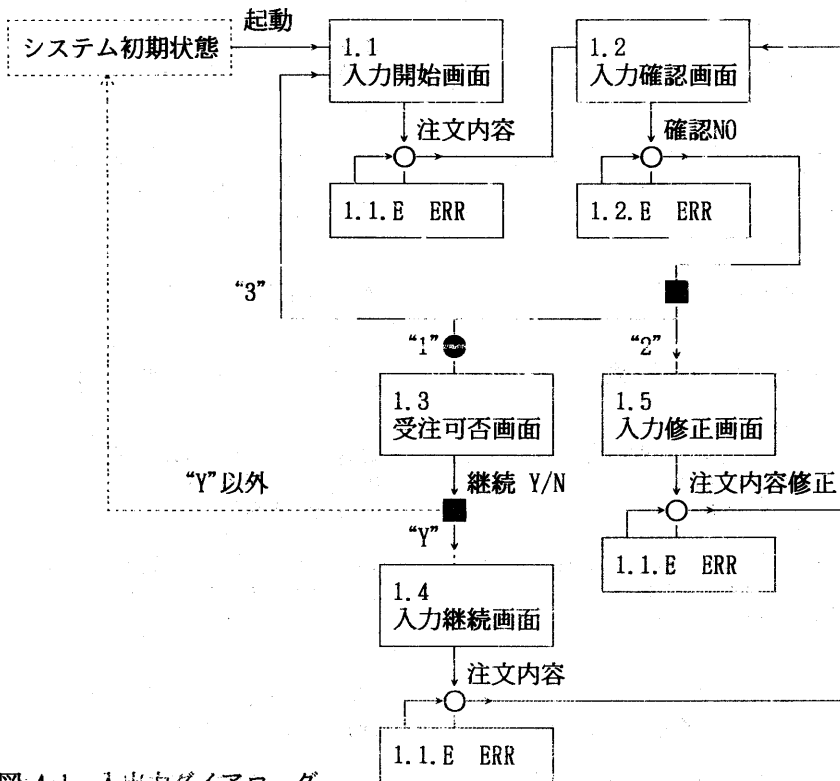 システム初期状態
起動
1.1
入力開始画面
1.2
入力確認画面
注文内容
確認NO
1.1.E ERR
1.2.E ERR
“3”
“1”
“2”
1.3
受注可否画面
1.5
入力修正画面
“Y”以外
継続 Y/N
注文内容修正
“Y”
1.1.E ERR
1.4
入力継続画面
注文内容
1.1.E ERR